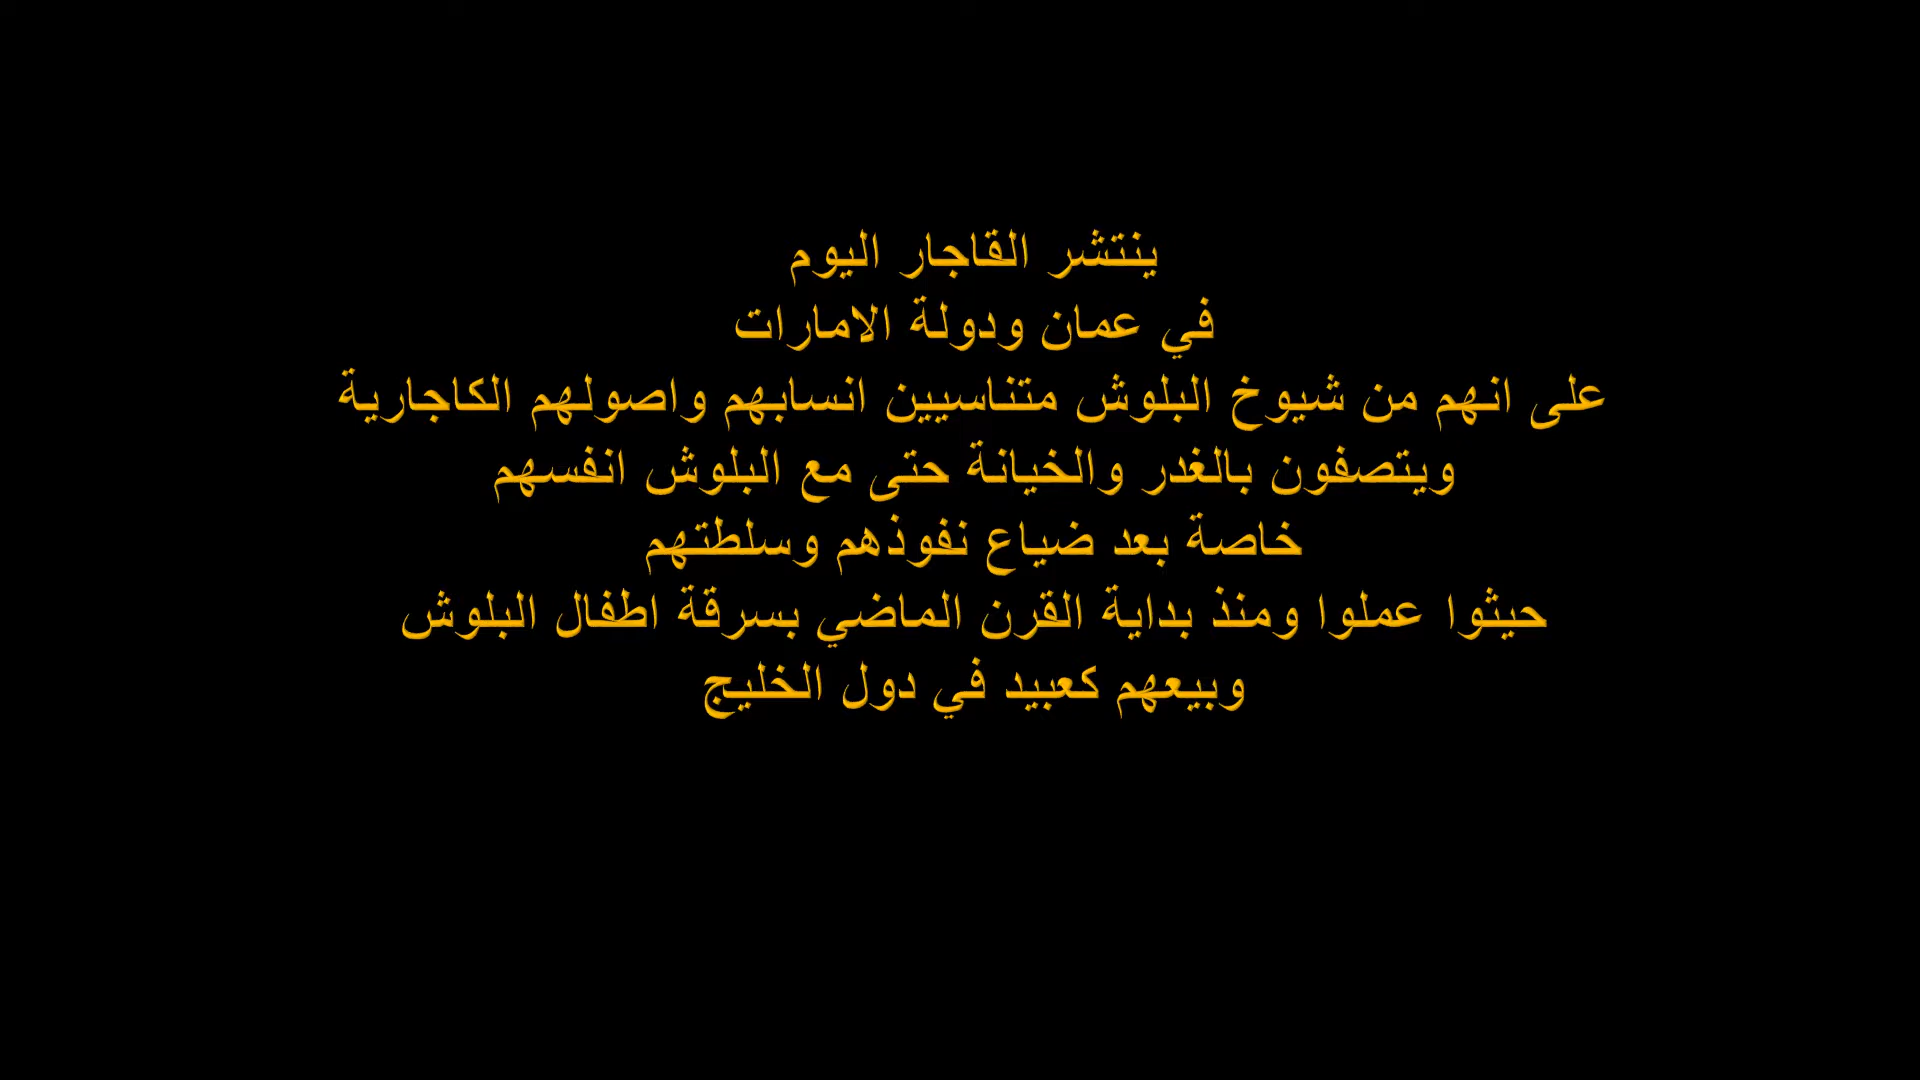 ينتشر القاجار اليوم
في عمان ودولة الامارات
على انهم من شيوخ البلوش متناسيين انسابهم واصولهم الكاجارية
ويتصفون بالغدر والخيانة حتى مع البلوش انفسهم
خاصة بعد ضياع نفوذهم وسلطتهم
حيثوا عملوا ومنذ بداية القرن الماضي بسرقة اطفال البلوش
وبيعهم كعبيد في دول الخليج